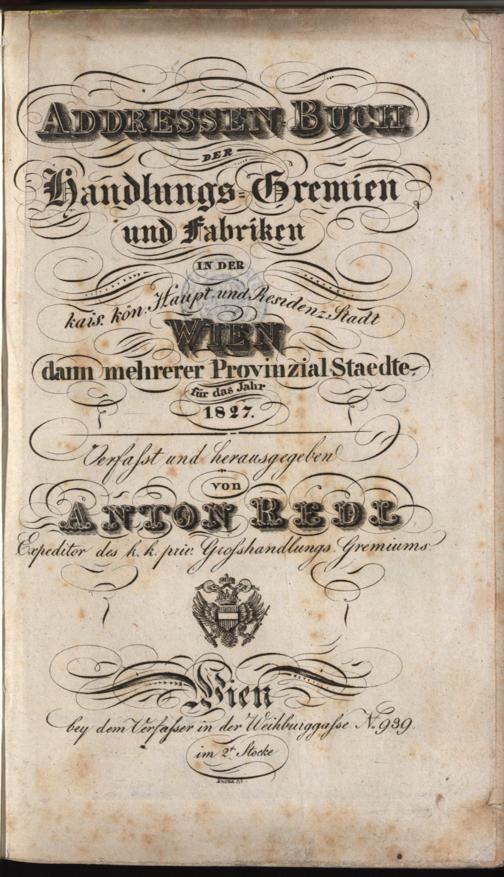 ADDRESSEN-BUCH
DER
Handlungs-Gremien
und Fabriken
IN DER
kais. kön. Haupt- und Residenz-Stadt
WIEN
dann mehrerer Provinzial Staedte.
für das Jahr
1827.
Verfasst und herausgegeben
von
ANTON REDL
Expeditor des k. k. priv. Grosshandlungs Gremiums
Wien
bey dem Verfasser in der Weihburggasse N.º 939
im 2.t Stocke